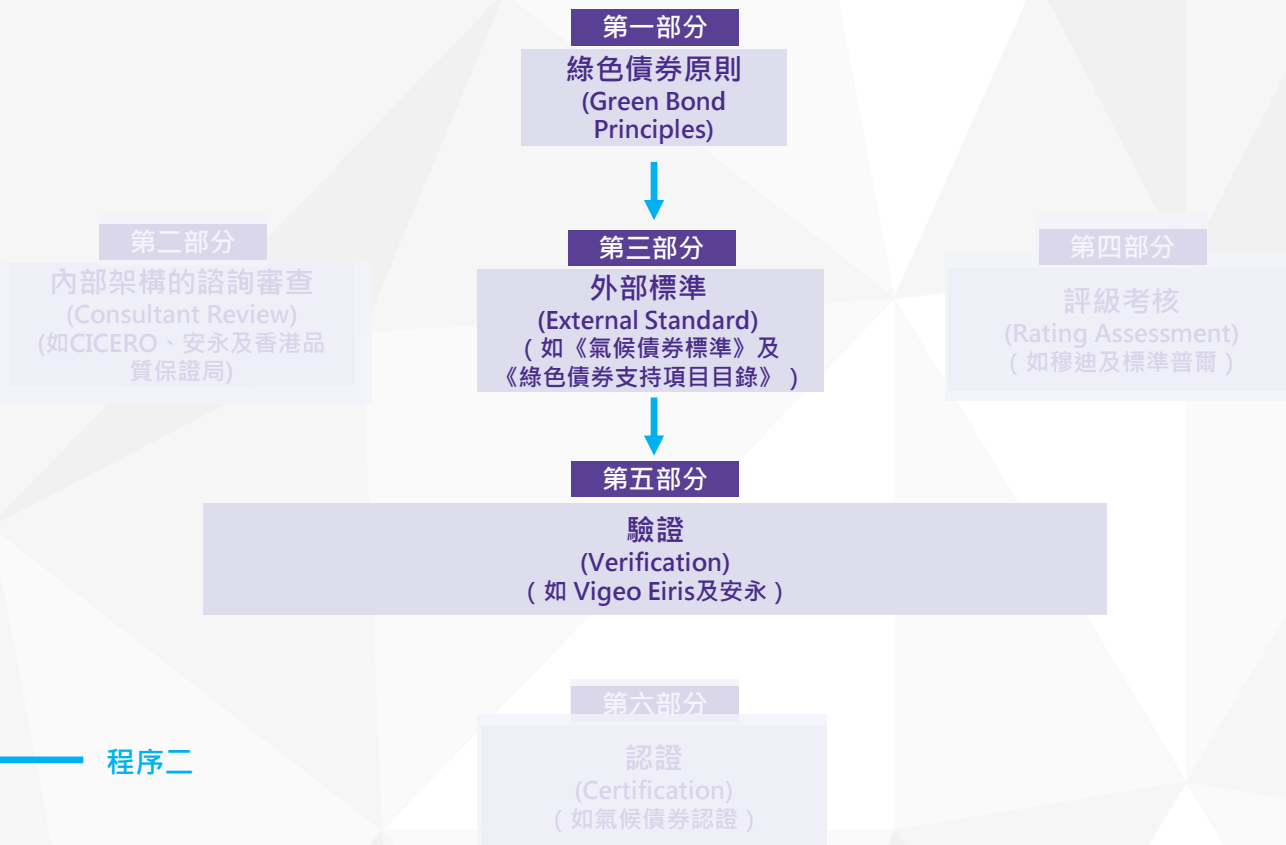 第一部分
綠色債券原則
(Green Bond
Principles)
第二部分
內部架構的諮詢審查
(Consultant Review)
(如CICERO、安永及香港品
質保證局)
第三部分
外部標準
(External Standard)
（如《氣候債券標準》及
《綠色債券支持項目目錄》）
第四部分
評級考核
(Rating Assessment)
（如穆迪及標準普爾）
第五部分
驗證
(Verification)
（如 Vigeo Eiris及安永）
第六部分
認證
(Certification)
（如氣候債券認證）
程序二